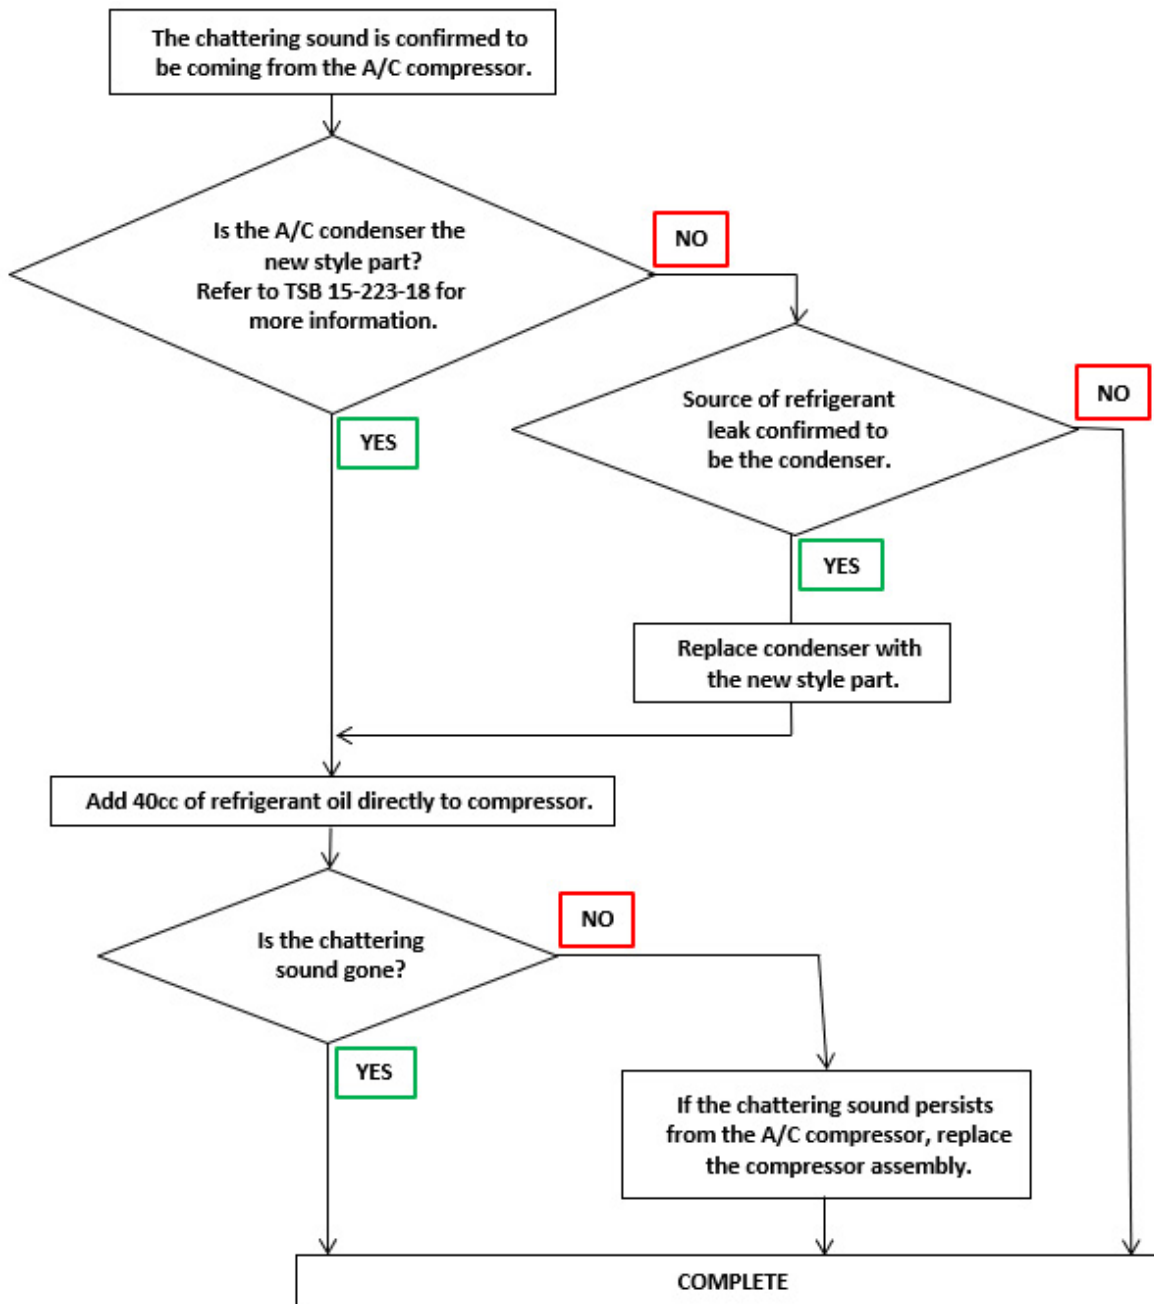 The chattering sound is confirmed to
be coming from the A/C compressor.
Is the A/C condenser the
new style part?
Refer to TSB 15-223-18 for
more information.
NO
YES
Source of refrigerant
leak confirmed to
be the condenser.
NO
YES
Replace condenser with
the new style part.
Add 40cc of refrigerant oil directly to compressor.
Is the chattering
sound gone?
NO
YES
If the chattering sound persists
from the A/C compressor, replace
the compressor assembly.
COMPLETE